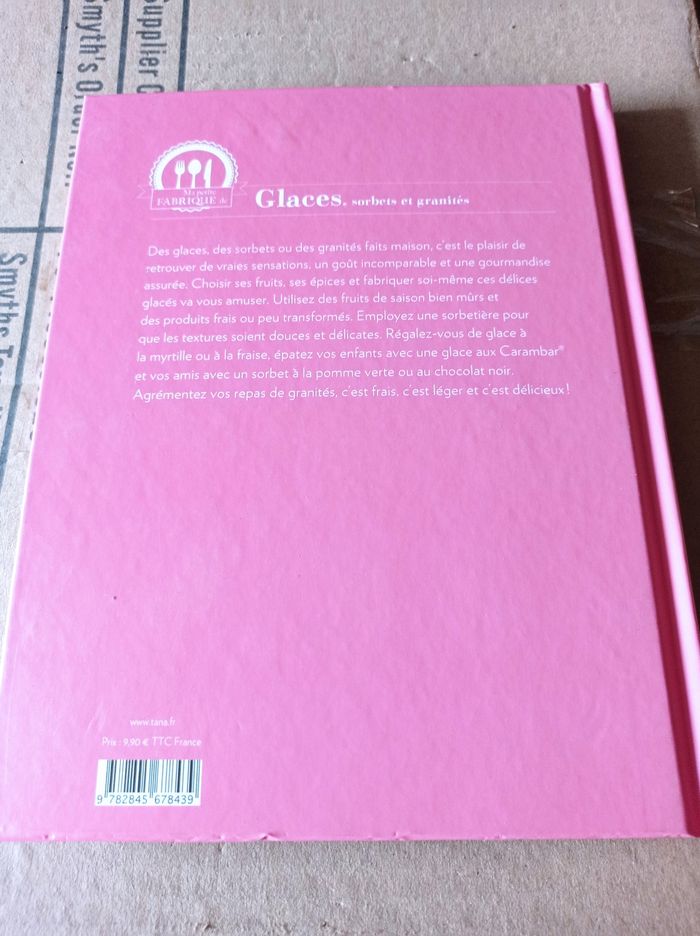 Supplier C
Smyth's Order No.
Smyths To
Ma petite
FABRIQUE de
Glaces, sorbets et granités
Des glaces, des sorbets ou des granités faits maison, c'est le plaisir de
retrouver de vraies sensations, un goût incomparable et une gourmandise
assurée. Choisir ses fruits, ses épices et fabriquer soi-même ces délices
glacés va vous amuser. Utilisez des fruits de saison bien mûrs et
des produits frais ou peu transformés. Employez une sorbetière pour
que les textures soient douces et délicates. Régalez-vous de glace à
la myrtille ou à la fraise, épatez vos enfants avec une glace aux Carambar®
et vos amis avec un sorbet à la pomme verte ou au chocolat noir.
Agrémentez vos repas de granités, c'est frais, c'est léger et c'est délicieux !
www.tana.fr
Prix : 9,90 € TTC France
9 782845 678439